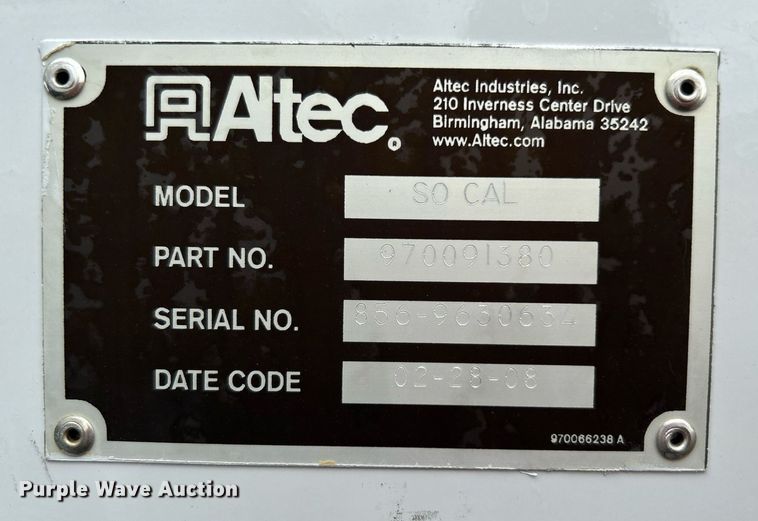 Altec®
Altec Industries, Inc.
210 Inverness Center Drive
Birmingham, Alabama 35242
www.Altec.com
MODEL SO CAL
PART NO. 970091380
SERIAL NO. 856-9630634
DATE CODE 02-28-08
970066238 A
Purple Wave Auction